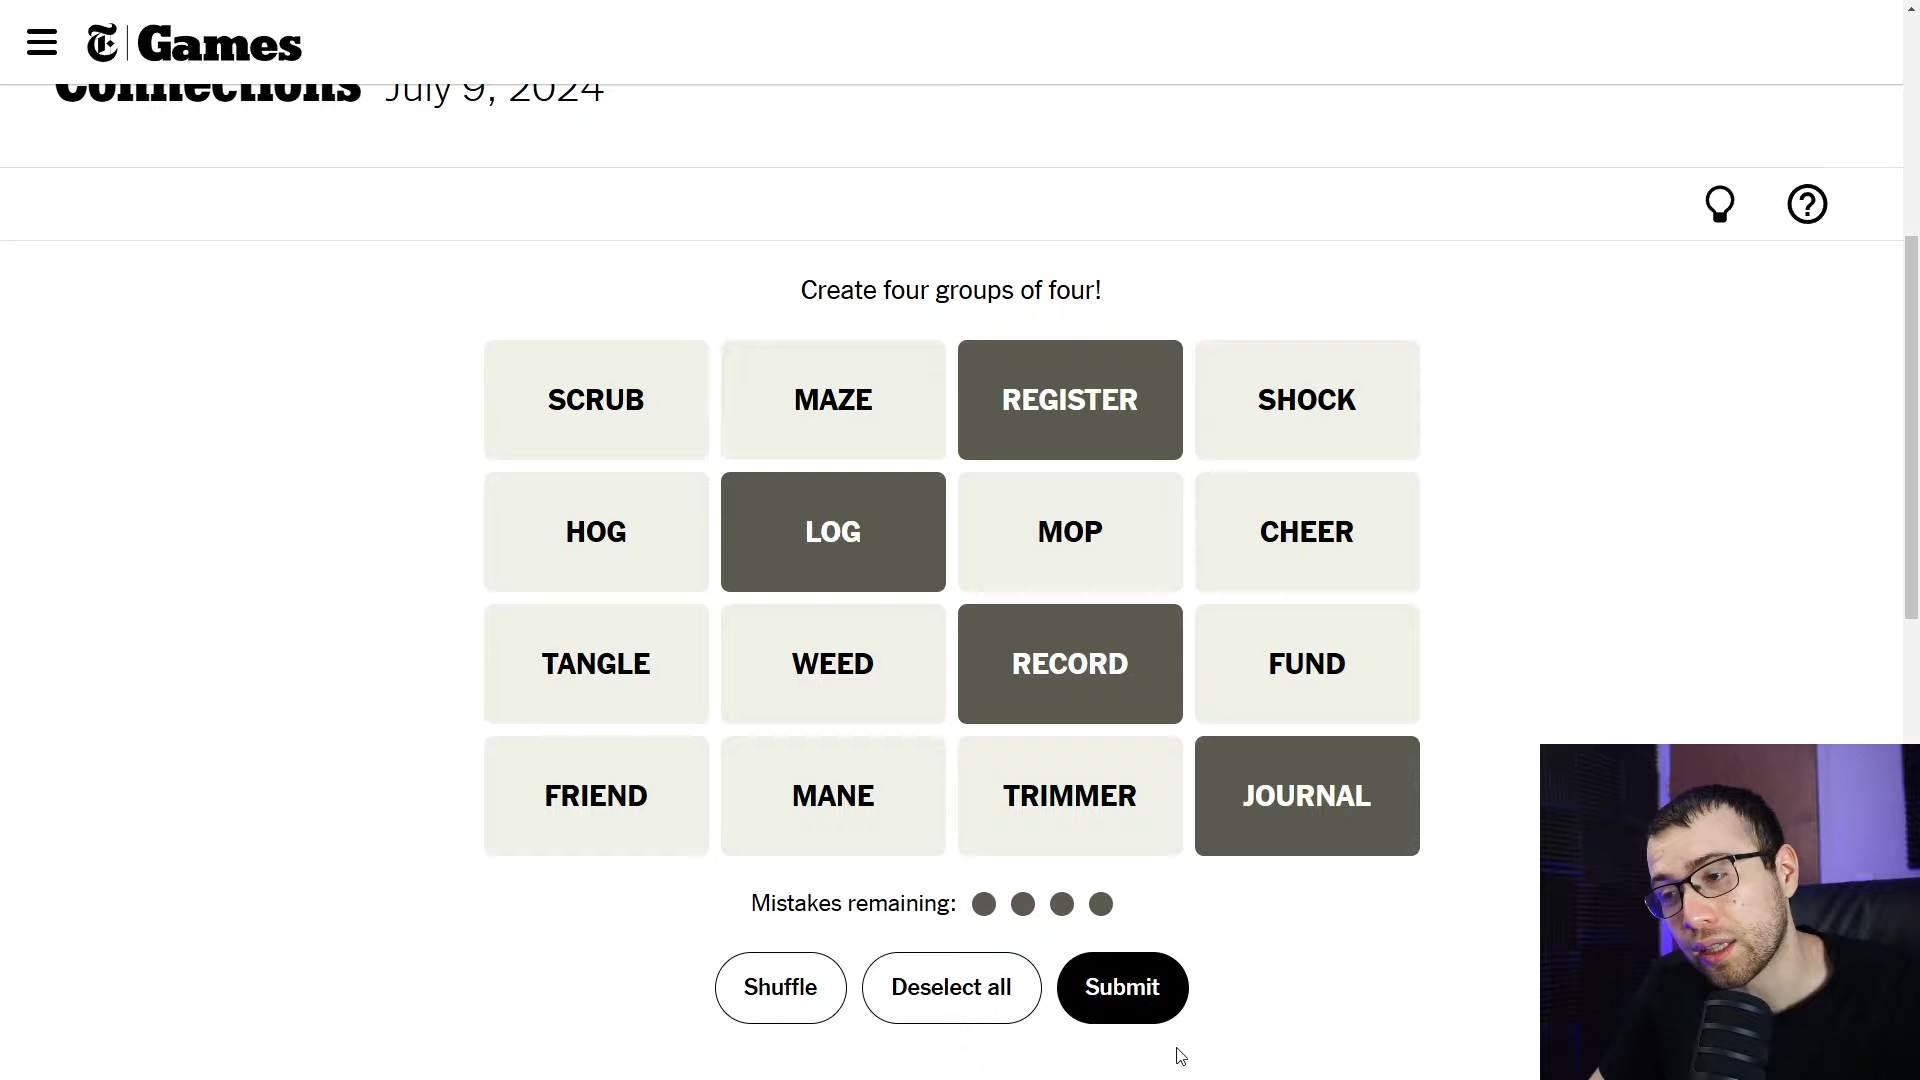 Games
Connections July 9, 2024
Create four groups of four!
SCRUB MAZE REGISTER SHOCK
HOG LOG MOP CHEER
TANGLE WEED RECORD FUND
FRIEND MANE TRIMMER JOURNAL
Mistakes remaining:
Shuffle Deselect all Submit